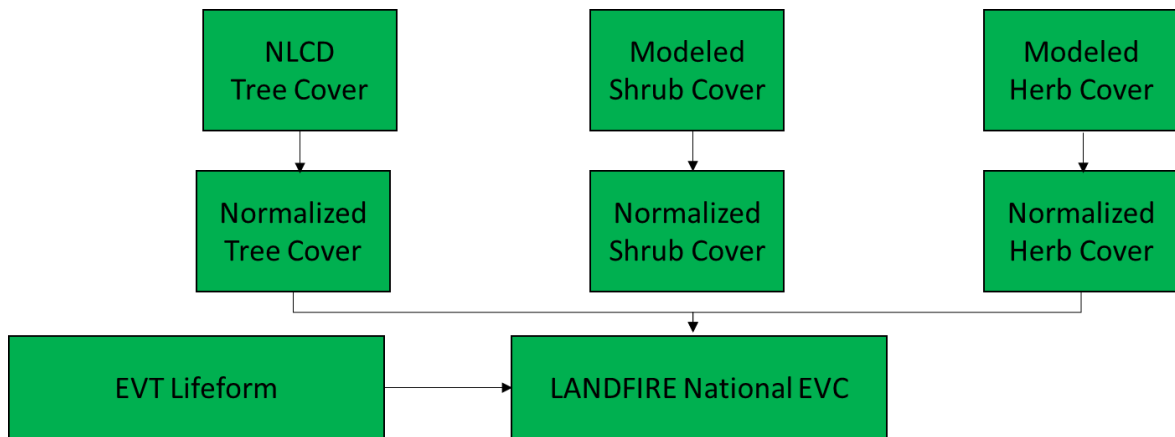 NLCD
Tree Cover
Modeled
Shrub Cover
Modeled
Herb Cover
Normalized
Tree Cover
Normalized
Shrub Cover
Normalized
Herb Cover
EVT Lifeform
LANDFIRE National EVC